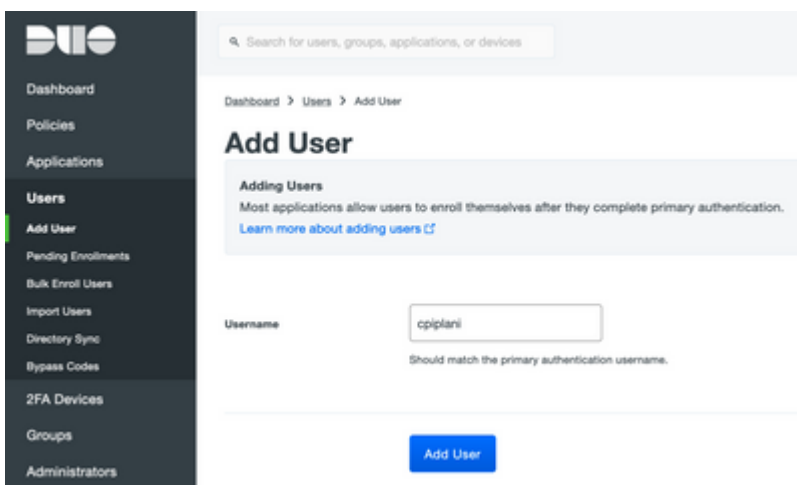 DUO
Search for users, groups, applications, or devices
Dashboard
Policies
Applications
Users
Add User
Pending Enrollments
Bulk Enroll Users
Import Users
Directory Sync
Bypass Codes
2FA Devices
Groups
Administrators
Dashboard > Users > Add User
Add User
Adding Users
Most applications allow users to enroll themselves after they complete primary authentication.
Learn more about adding users
Username
cpiplani
Should match the primary authentication username.
Add User